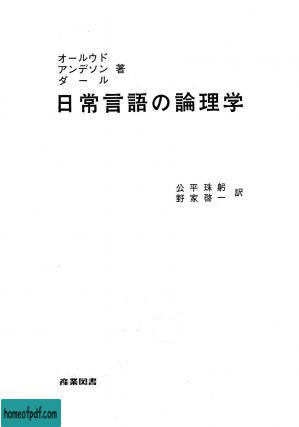 オールウド
アンデソン 著
ダール
日常言語の論理学
公平珠躬
野家啓一 訳
産業図書
homeofpdf.com